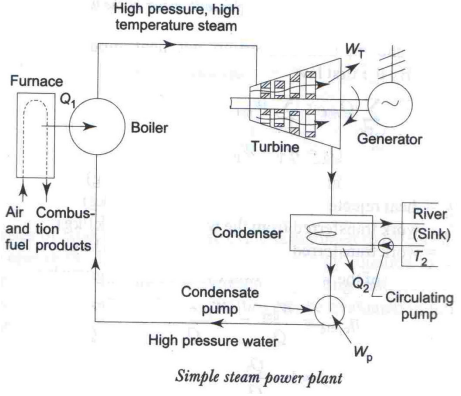 High pressure, high
temperature steam
W_T
Furnace
Q_1
Boiler
Turbine
Generator
Air
and
fuel
Combus-
tion
products
Condenser
River
(Sink)
T_2
Q_2
Circulating
pump
Condensate
pump
W_p
High pressure water
Simple steam power plant